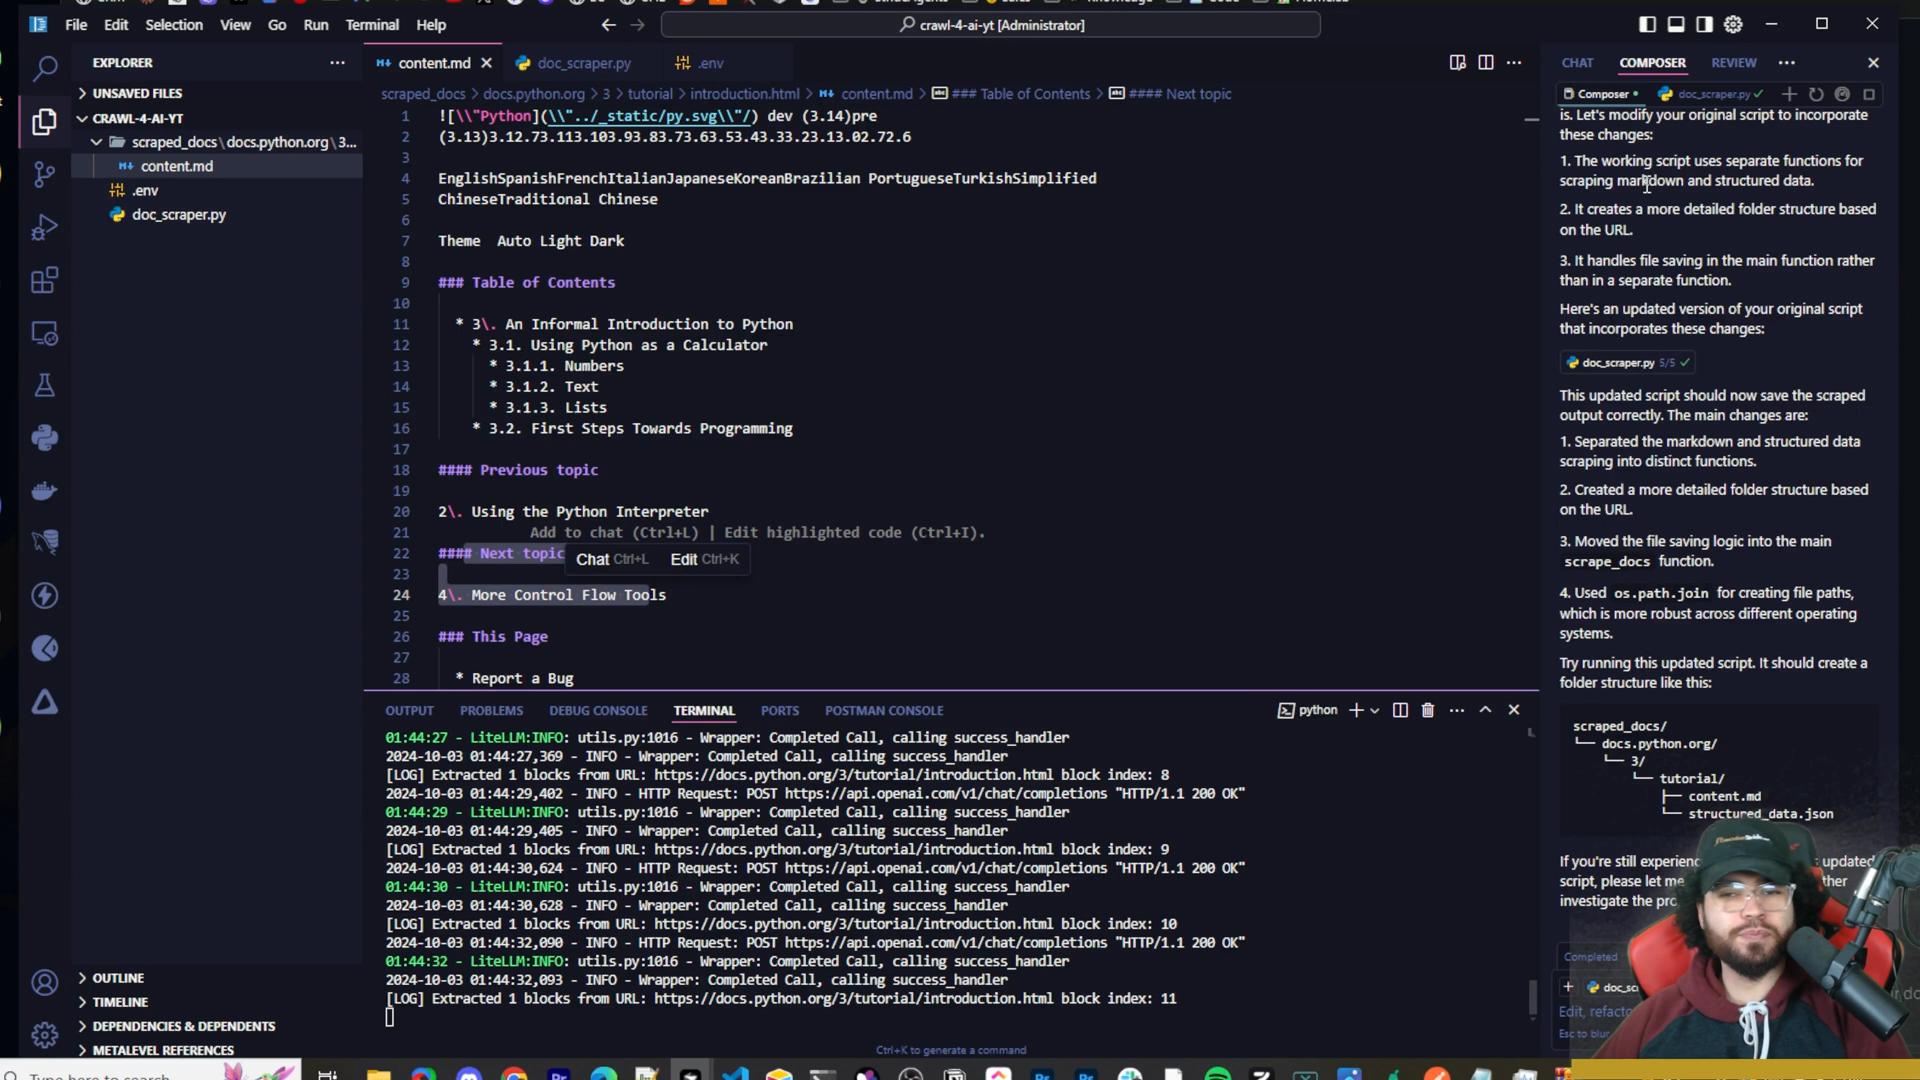 File Edit Selection View Go Run Terminal Help
crawl-4-ai-yt [Administrator]
EXPLORER
UNSAVED FILES
CRAWL-4-AI-YT
scraped_docs\docs.python.org\3...
content.md
.env
doc_scraper.py
OUTLINE
TIMELINE
DEPENDENCIES & DEPENDENTS
METALEVEL REFERENCES
content.md doc_scraper.py .env
scraped_docs > docs.python.org > 3 > tutorial > introduction.html > content.md > ### Table of Contents > #### Next topic
1 ![\\"Python](\\"../_static/py.svg\\"/) dev (3.14)pre
2 (3.13)3.12.73.113.103.93.83.73.63.53.43.33.23.13.02.72.6
3
4 EnglishSpanishFrenchItalianJapaneseKoreanBrazilian PortugueseTurkishSimplified
5 ChineseTraditional Chinese
6
7 Theme Auto Light Dark
8
9 ### Table of Contents
10
11 * 3\. An Informal Introduction to Python
12 * 3.1. Using Python as a Calculator
13 * 3.1.1. Numbers
14 * 3.1.2. Text
15 * 3.1.3. Lists
16 * 3.2. First Steps Towards Programming
17
18 #### Previous topic
19
20 2\. Using the Python Interpreter
21 Add to chat (Ctrl+L) | Edit highlighted code (Ctrl+I).
22 #### Next topic
Chat Ctrl+L Edit Ctrl+K
23
24 4\. More Control Flow Tools
25
26 ### This Page
27
28 * Report a Bug
OUTPUT PROBLEMS DEBUG CONSOLE TERMINAL PORTS POSTMAN CONSOLE
python
01:44:27 - LiteLLM:INFO: utils.py:1016 - Wrapper: Completed Call, calling success_handler
2024-10-03 01:44:27,369 - INFO - Wrapper: Completed Call, calling success_handler
[LOG] Extracted 1 blocks from URL: https://docs.python.org/3/tutorial/introduction.html block index: 8
2024-10-03 01:44:29,402 - INFO - HTTP Request: POST https://api.openai.com/v1/chat/completions "HTTP/1.1 200 OK"
01:44:29 - LiteLLM:INFO: utils.py:1016 - Wrapper: Completed Call, calling success_handler
2024-10-03 01:44:29,405 - INFO - Wrapper: Completed Call, calling success_handler
[LOG] Extracted 1 blocks from URL: https://docs.python.org/3/tutorial/introduction.html block index: 9
2024-10-03 01:44:30,624 - INFO - HTTP Request: POST https://api.openai.com/v1/chat/completions "HTTP/1.1 200 OK"
01:44:30 - LiteLLM:INFO: utils.py:1016 - Wrapper: Completed Call, calling success_handler
2024-10-03 01:44:30,628 - INFO - Wrapper: Completed Call, calling success_handler
[LOG] Extracted 1 blocks from URL: https://docs.python.org/3/tutorial/introduction.html block index: 10
2024-10-03 01:44:32,090 - INFO - HTTP Request: POST https://api.openai.com/v1/chat/completions "HTTP/1.1 200 OK"
01:44:32 - LiteLLM:INFO: utils.py:1016 - Wrapper: Completed Call, calling success_handler
2024-10-03 01:44:32,093 - INFO - Wrapper: Completed Call, calling success_handler
[LOG] Extracted 1 blocks from URL: https://docs.python.org/3/tutorial/introduction.html block index: 11
Ctrl+K to generate a command
CHAT COMPOSER REVIEW
Composer doc_scraper.py
is. Let's modify your original script to incorporate
these changes:
1. The working script uses separate functions for
scraping markdown and structured data.
2. It creates a more detailed folder structure based
on the URL.
3. It handles file saving in the main function rather
than in a separate function.
Here's an updated version of your original script
that incorporates these changes:
doc_scraper.py 5/5
This updated script should now save the scraped
output correctly. The main changes are:
1. Separated the markdown and structured data
scraping into distinct functions.
2. Created a more detailed folder structure based
on the URL.
3. Moved the file saving logic into the main
scrape_docs function.
4. Used os.path.join for creating file paths,
which is more robust across different operating
systems.
Try running this updated script. It should create a
folder structure like this:
scraped_docs/
└── docs.python.org/
└── 3/
└── tutorial/
├── content.md
└── structured_data.json
If you're still updated
script, please let me
investigate the
Completed
Esc to blur